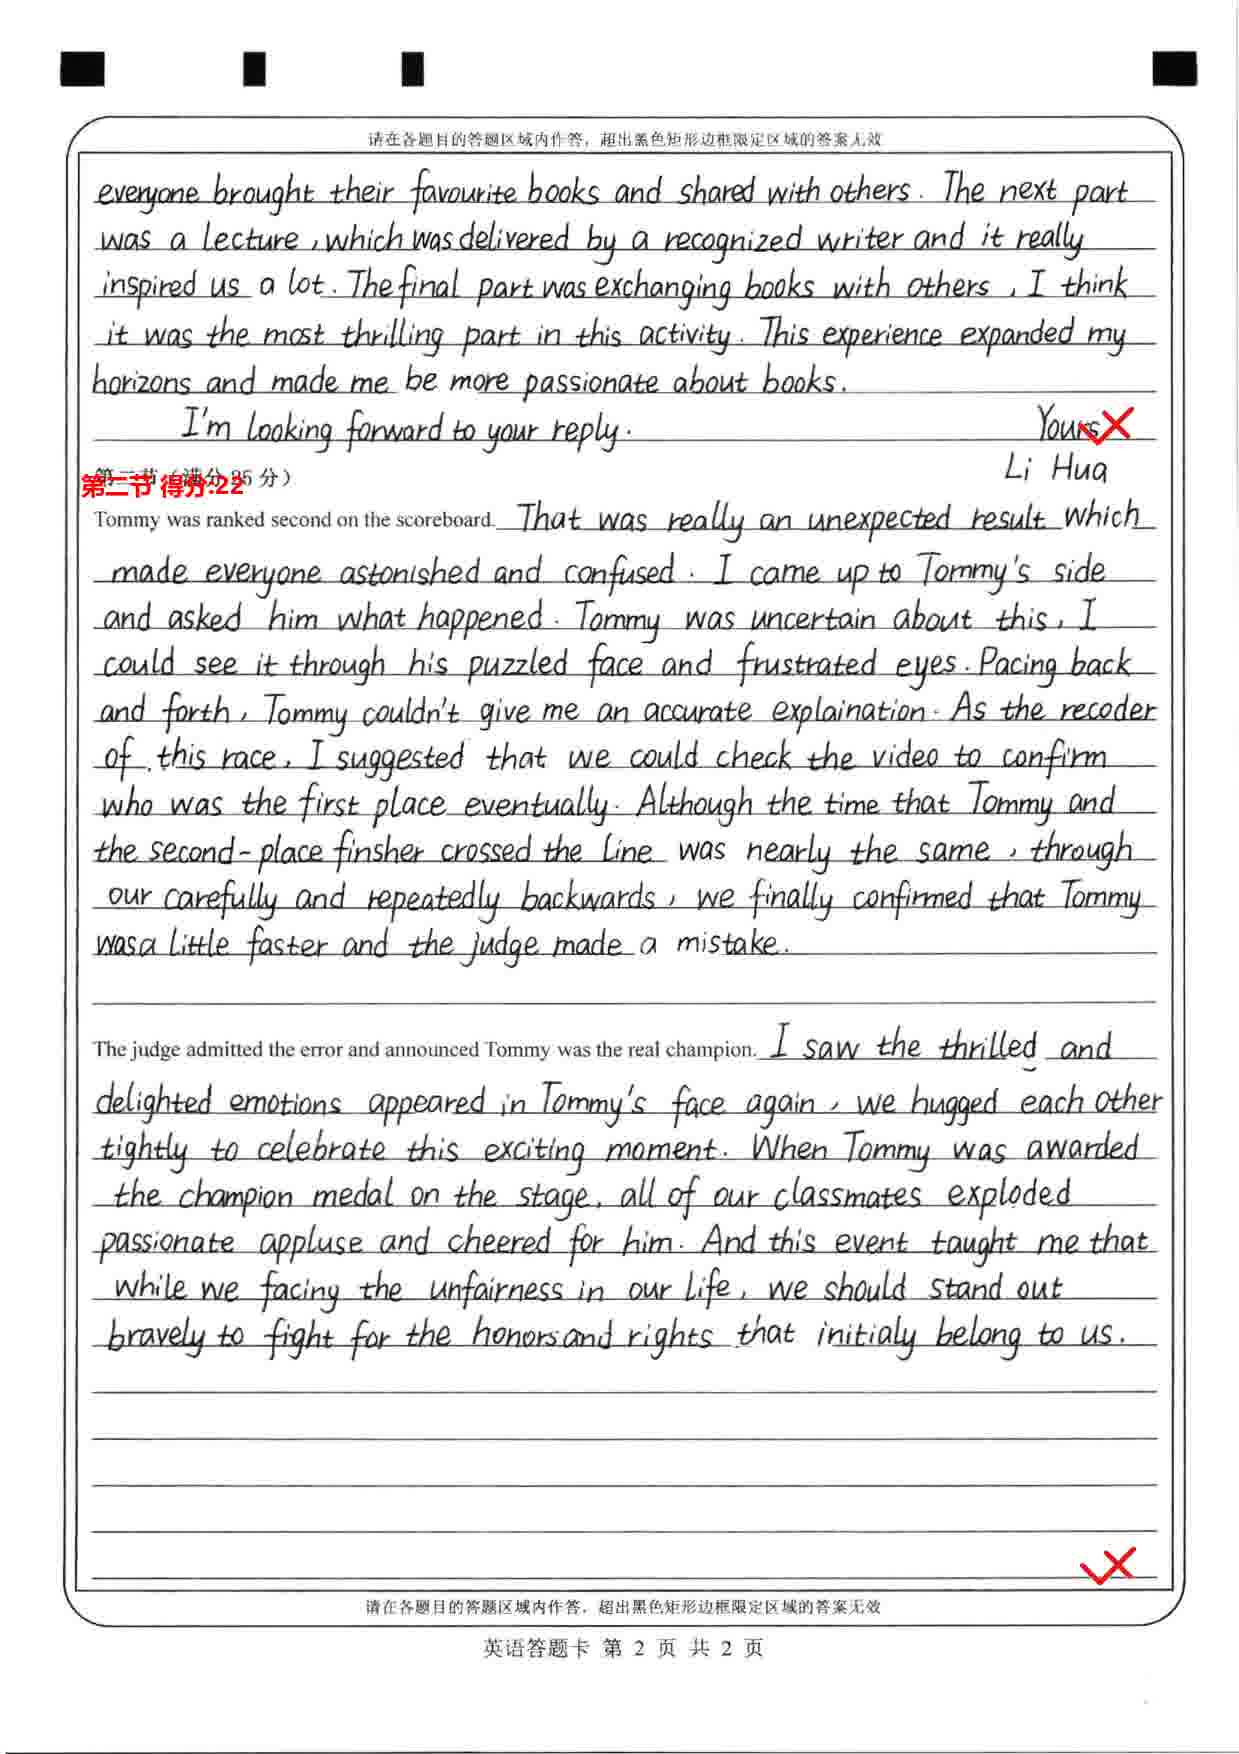 请在各题目的答题区域内作答，超出黑色矩形边框限定区域的答案无效
everyone brought their favourite books and shared with others. The next part
was a lecture, which was delivered by a recognized writer and it really
inspired us a lot. The final part was exchanging books with others, I think
it was the most thrilling part in this activity. This experience expanded my
horizons and made me be more passionate about books.
I'm looking forward to your reply. Yours
Li Hua
第二节（满分25分）
第二节 得分:22
Tommy was ranked second on the scoreboard. That was really an unexpected result which
made everyone astonished and confused. I came up to Tommy's side
and asked him what happened. Tommy was uncertain about this, I
could see it through his puzzled face and frustrated eyes. Pacing back
and forth, Tommy couldn't give me an accurate explaination. As the recoder
of this race, I suggested that we could check the video to confirm
who was the first place eventually. Although the time that Tommy and
the second-place finsher crossed the line was nearly the same, through
our carefully and repeatedly backwards, we finally confirmed that Tommy
was a little faster and the judge made a mistake.
The judge admitted the error and announced Tommy was the real champion. I saw the thrilled and
delighted emotions appeared in Tommy's face again, we hugged each other
tightly to celebrate this exciting moment. When Tommy was awarded
the champion medal on the stage, all of our classmates exploded
passionate appluse and cheered for him. And this event taught me that
while we facing the unfairness in our life, we should stand out
bravely to fight for the honors and rights that initialy belong to us.
请在各题目的答题区域内作答，超出黑色矩形边框限定区域的答案无效
英语答题卡 第 2 页 共 2 页